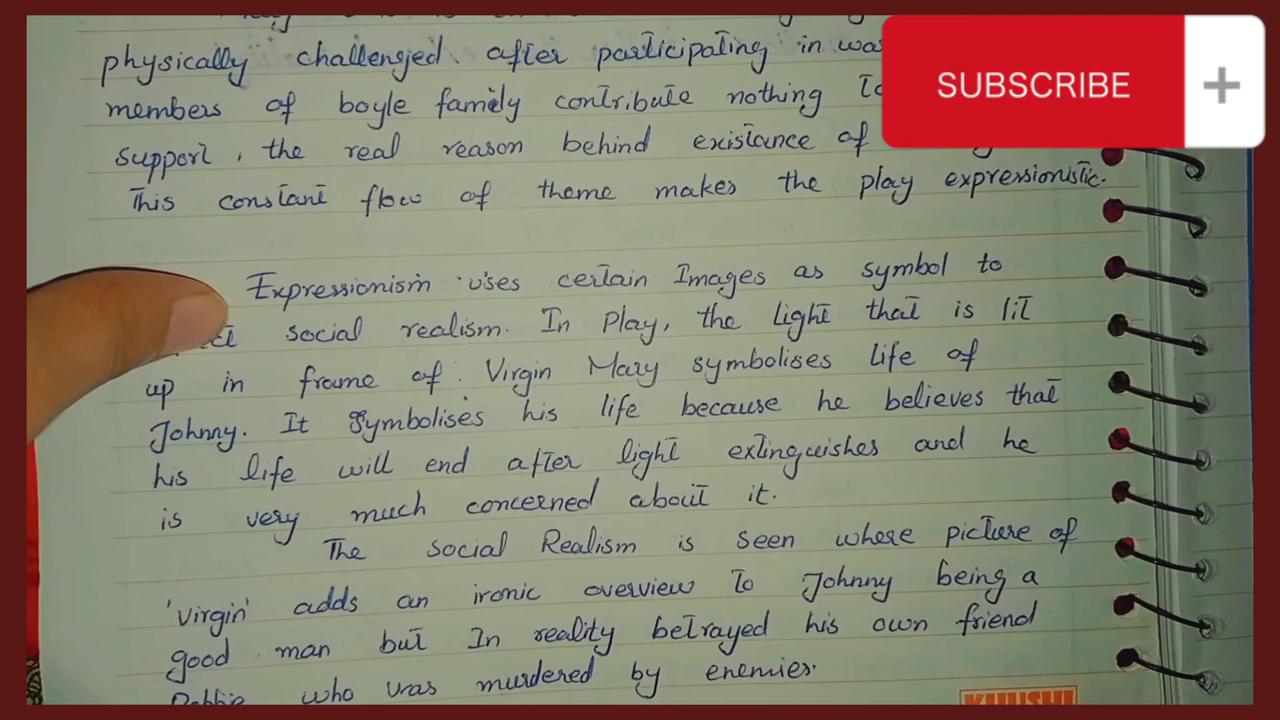 physically challenged. after participating in
SUBSCRIBE +
members of boyle family contribute nothing
support, the real reason behind existance of
This constant flow of theme makes the play expressionistic.
Expressionism uses certain Images as symbol to
social realism. In Play, the light that is lit
up in frame of Virgin Mary symbolises life of
Johnny. It Symbolises his life because he believes that
his life will end after light extinguishes and he
is very much concerned about it.
The Social Realism is seen where picture of
'Virgin' adds an ironic overview to Johnny being a
good man but In reality betrayed his own friend
who was murdered by enemies.